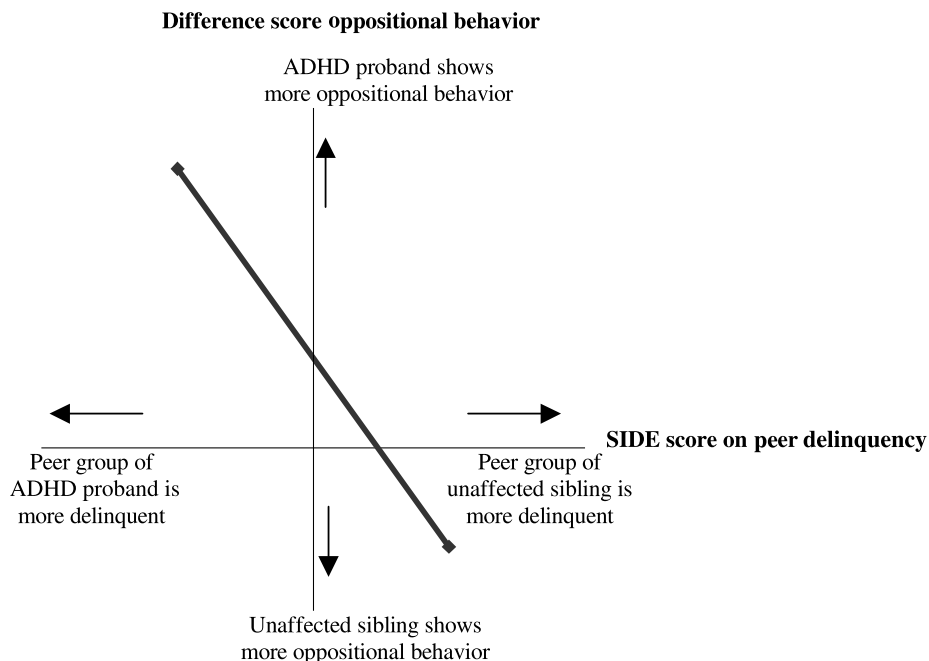 Difference score oppositional behavior
ADHD proband shows
more oppositional behavior
SIDE score on peer delinquency
Peer group of
ADHD proband is
more delinquent
Peer group of
unaffected sibling is
more delinquent
Unaffected sibling shows
more oppositional behavior